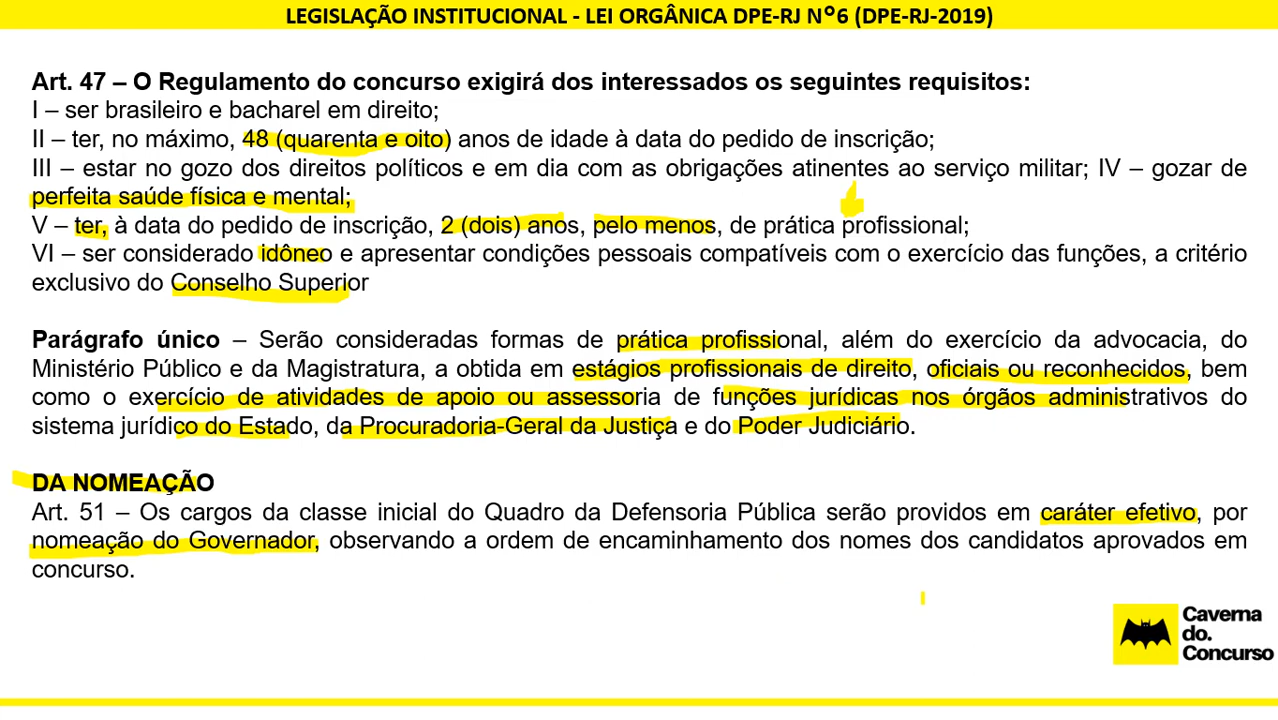 LEGISLAÇÃO INSTITUCIONAL - LEI ORGÂNICA DPE-RJ Nº6 (DPE-RJ-2019)
Art. 47 – O Regulamento do concurso exigirá dos interessados os seguintes requisitos:
I – ser brasileiro e bacharel em direito;
II – ter, no máximo, 48 (quarenta e oito) anos de idade à data do pedido de inscrição;
III – estar no gozo dos direitos políticos e em dia com as obrigações atinentes ao serviço militar; IV – gozar de
perfeita saúde física e mental;
V – ter, à data do pedido de inscrição, 2 (dois) anos, pelo menos, de prática profissional;
VI – ser considerado idôneo e apresentar condições pessoais compatíveis com o exercício das funções, a critério
exclusivo do Conselho Superior
Parágrafo único – Serão consideradas formas de prática profissional, além do exercício da advocacia, do
Ministério Público e da Magistratura, a obtida em estágios profissionais de direito, oficiais ou reconhecidos, bem
como o exercício de atividades de apoio ou assessoria de funções jurídicas nos órgãos administrativos do
sistema jurídico do Estado, da Procuradoria-Geral da Justiça e do Poder Judiciário.
DA NOMEAÇÃO
Art. 51 – Os cargos da classe inicial do Quadro da Defensoria Pública serão providos em caráter efetivo, por
nomeação do Governador, observando a ordem de encaminhamento dos nomes dos candidatos aprovados em
concurso.
Caverna
do.
Concurso